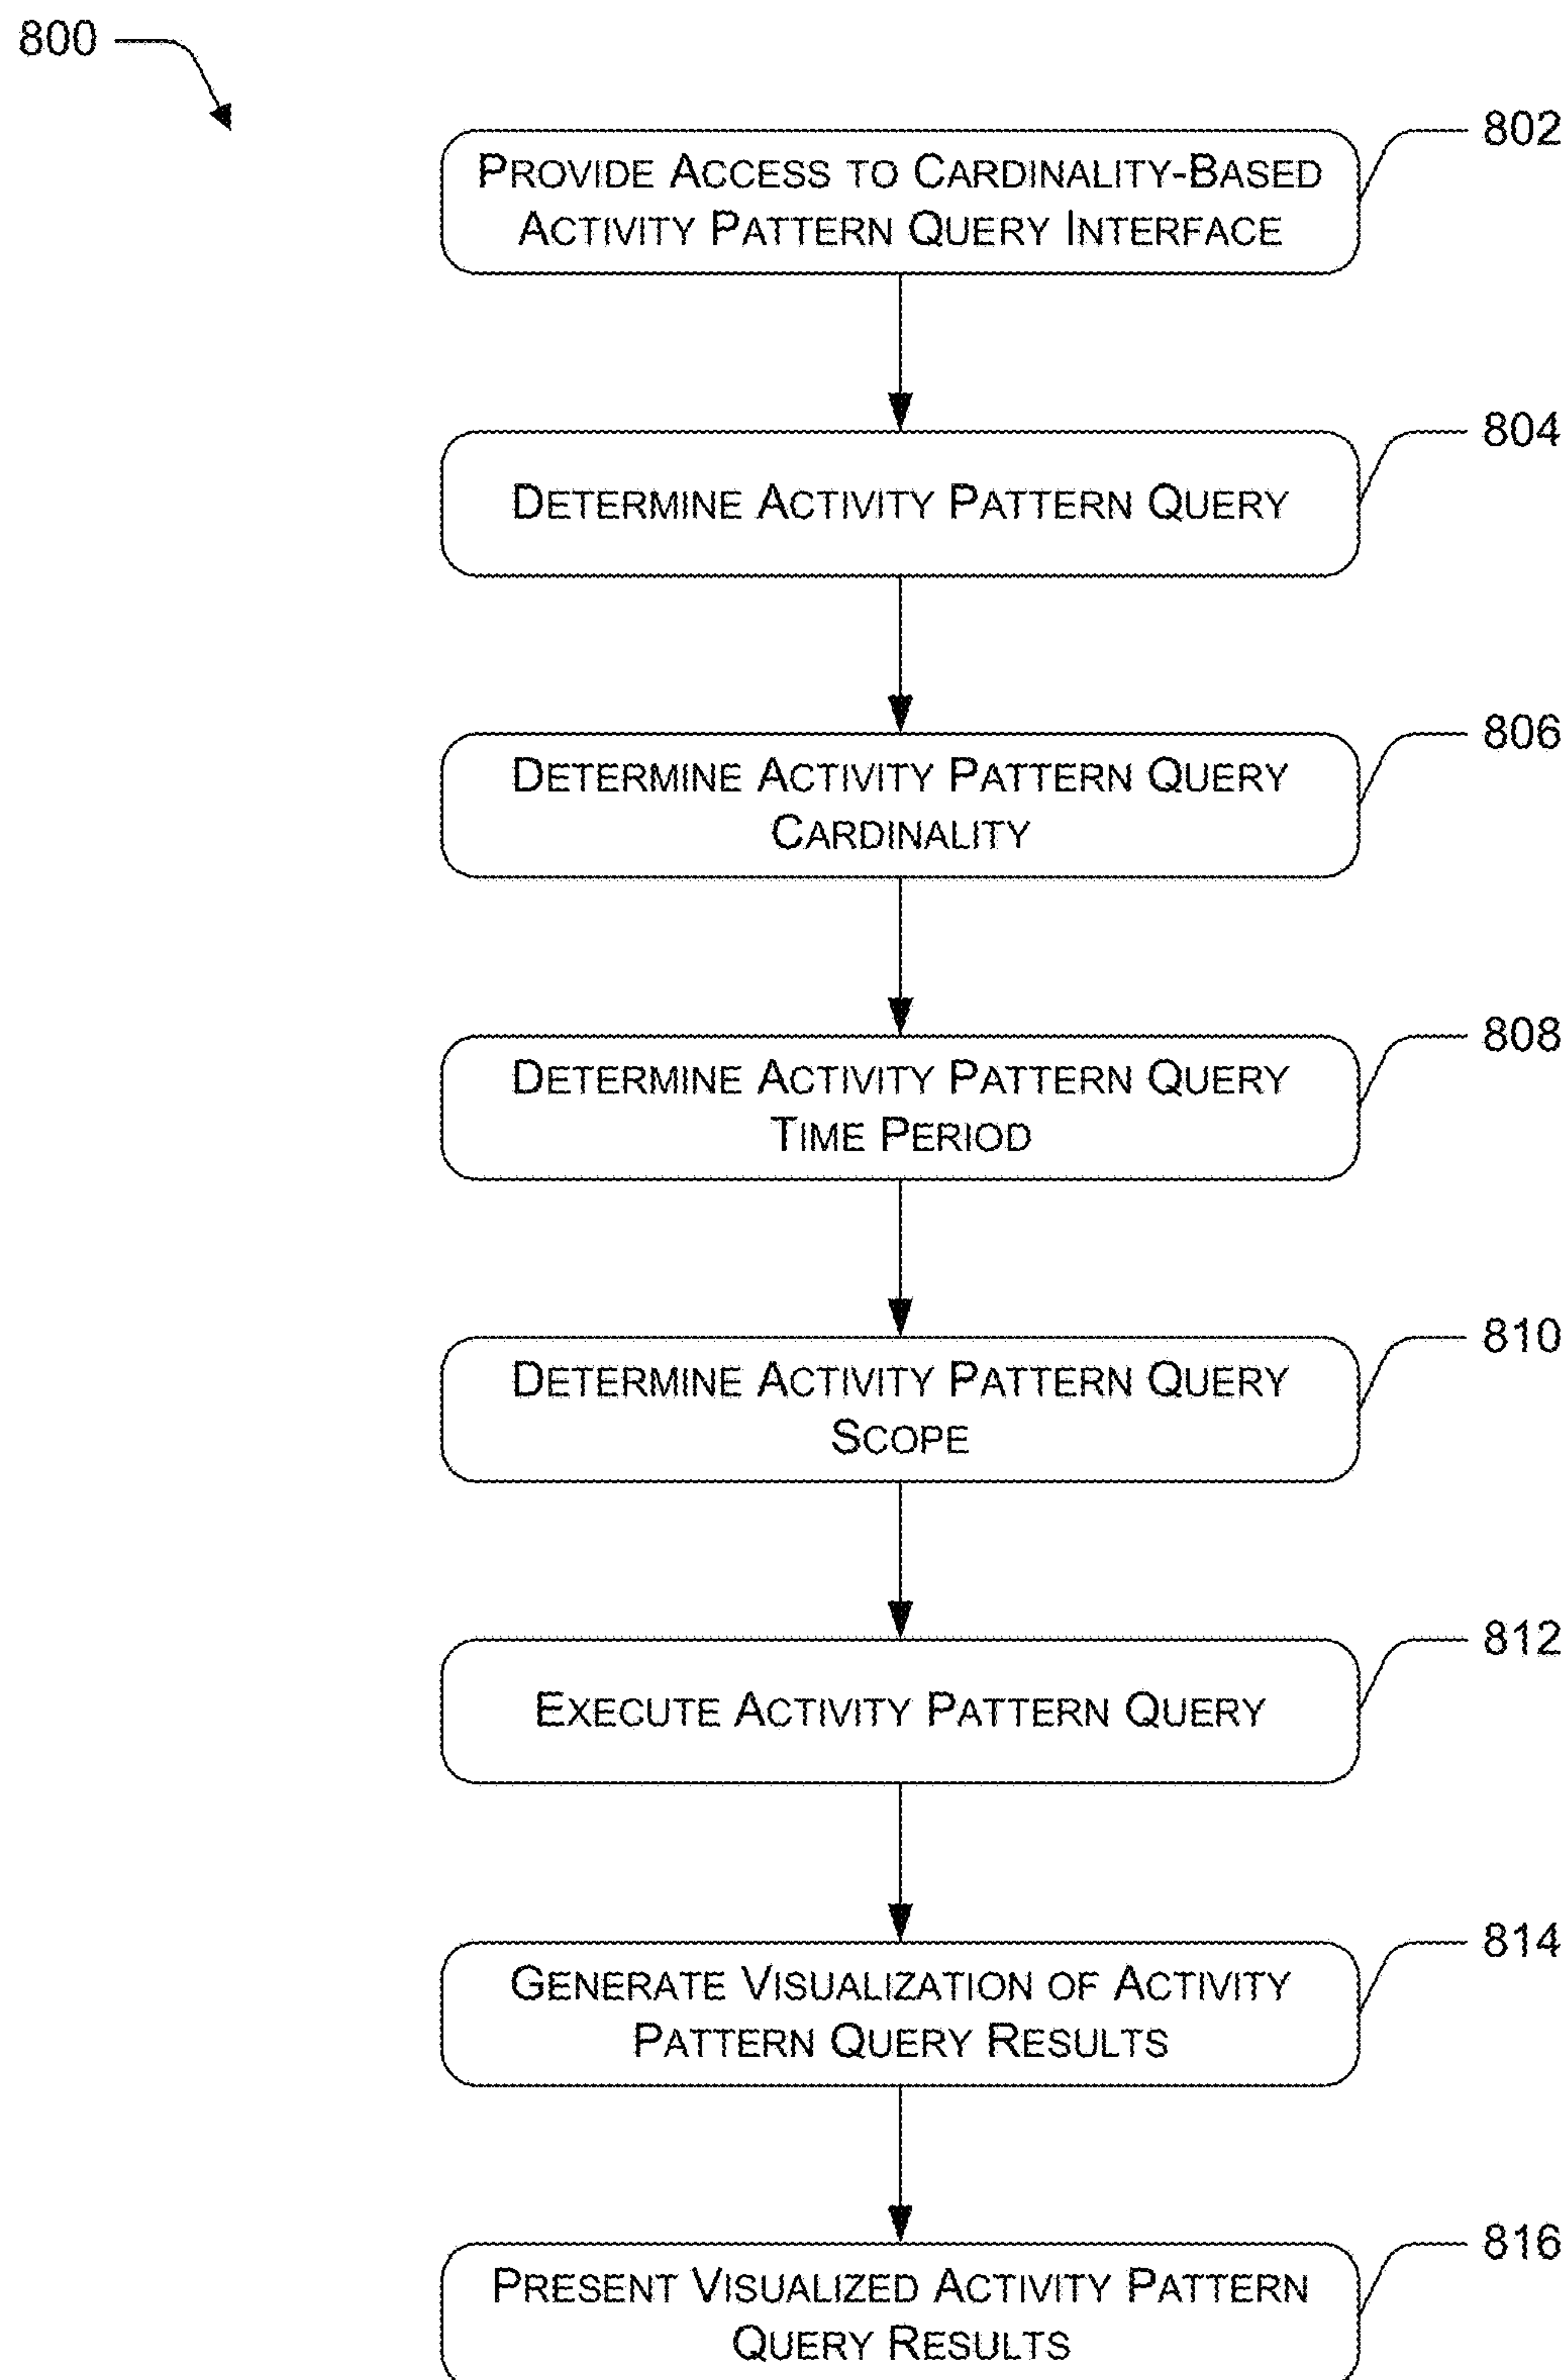 800
802
PROVIDE ACCESS TO CARDINALITY-BASED
ACTIVITY PATTERN QUERY INTERFACE
804
DETERMINE ACTIVITY PATTERN QUERY
806
DETERMINE ACTIVITY PATTERN QUERY
CARDINALITY
808
DETERMINE ACTIVITY PATTERN QUERY
TIME PERIOD
810
DETERMINE ACTIVITY PATTERN QUERY
SCOPE
812
EXECUTE ACTIVITY PATTERN QUERY
814
GENERATE VISUALIZATION OF ACTIVITY
PATTERN QUERY RESULTS
816
PRESENT VISUALIZED ACTIVITY PATTERN
QUERY RESULTS